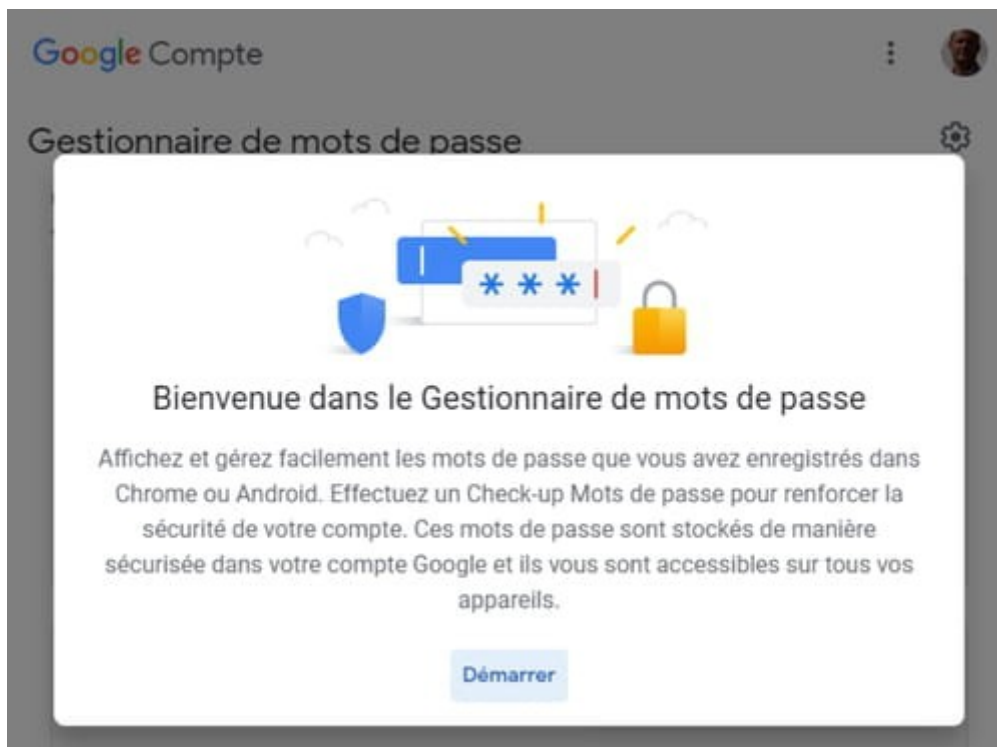 Google Compte
Gestionnaire de mots de passe
* * *
Bienvenue dans le Gestionnaire de mots de passe
Affichez et gérez facilement les mots de passe que vous avez enregistrés dans
Chrome ou Android. Effectuez un Check-up Mots de passe pour renforcer la
sécurité de votre compte. Ces mots de passe sont stockés de manière
sécurisée dans votre compte Google et ils vous sont accessibles sur tous vos
appareils.
Démarrer